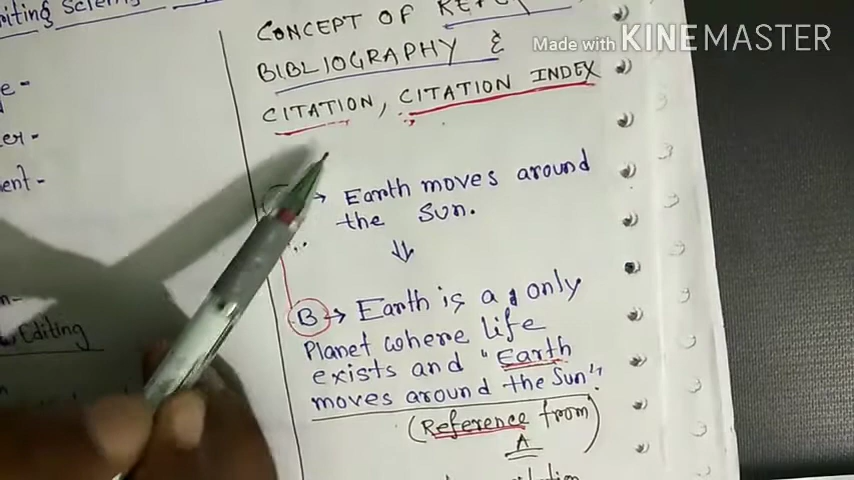 Made with KINEMASTER
CONCEPT OF
BIBLIOGRAPHY &
CITATION, CITATION INDEX
→ Earth moves around
the Sun.
⇓
B → Earth is a only
Planet where life
exists and "Earth
moves around the Sun".
(Reference from
A
Editing